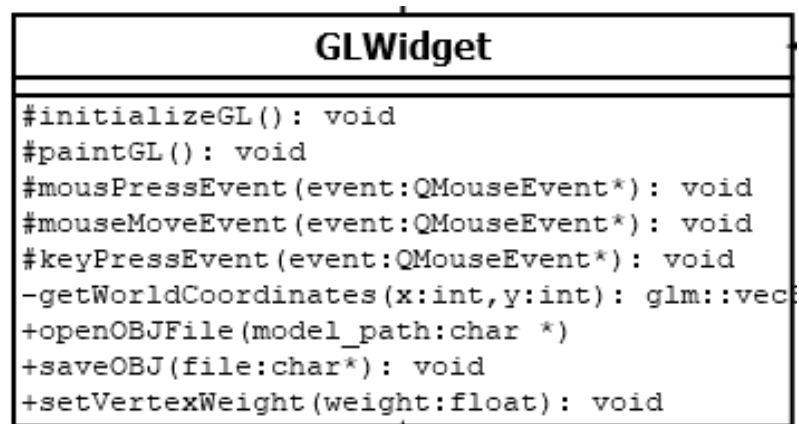 GLWidget
#initializeGL(): void
#paintGL(): void
#mousPressEvent(event:QMouseEvent*): void
#mouseMoveEvent(event:QMouseEvent*): void
#keyPressEvent(event:QMouseEvent*): void
-getWorldCoordinates(x:int,y:int): glm::vec
+openOBJFile(model_path:char *)
+saveOBJ(file:char*): void
+setVertexWeight(weight:float): void